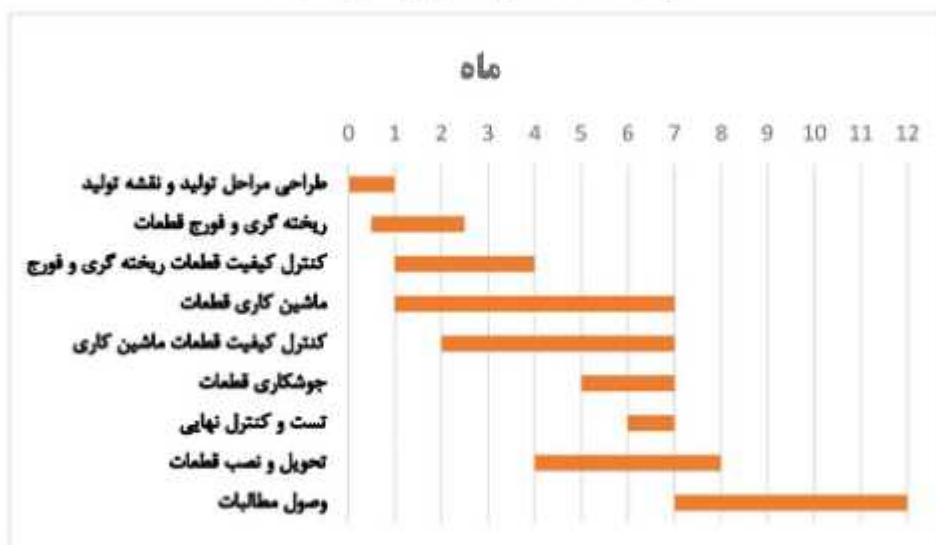 ماه
0 1 2 3 4 5 6 7 8 9 10 11 12
طراحی مراحل تولید و نقشه تولید
ریخته گری و فورج قطعات
کنترل کیفیت قطعات ریخته گری و فورج
ماشین کاری قطعات
کنترل کیفیت قطعات ماشین کاری
جوشکاری قطعات
تست و کنترل نهایی
تحویل و نصب قطعات
وصول مطالبات